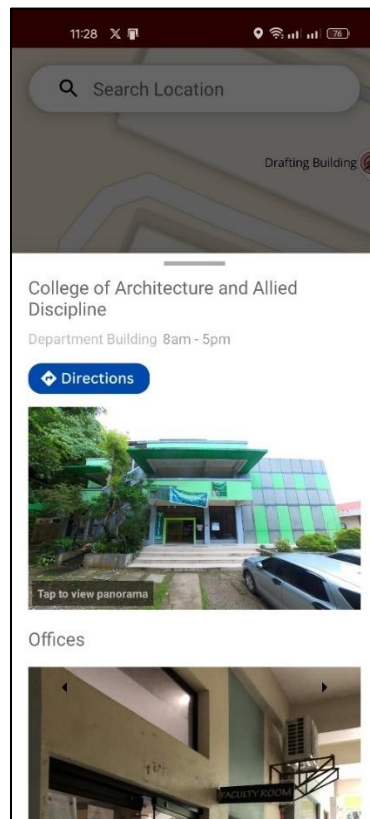 11:28
76
Search Location
Drafting Building
College of Architecture and Allied
Discipline
Department Building 8am - 5pm
Directions
Tap to view panorama
Offices
FACULTY ROOM